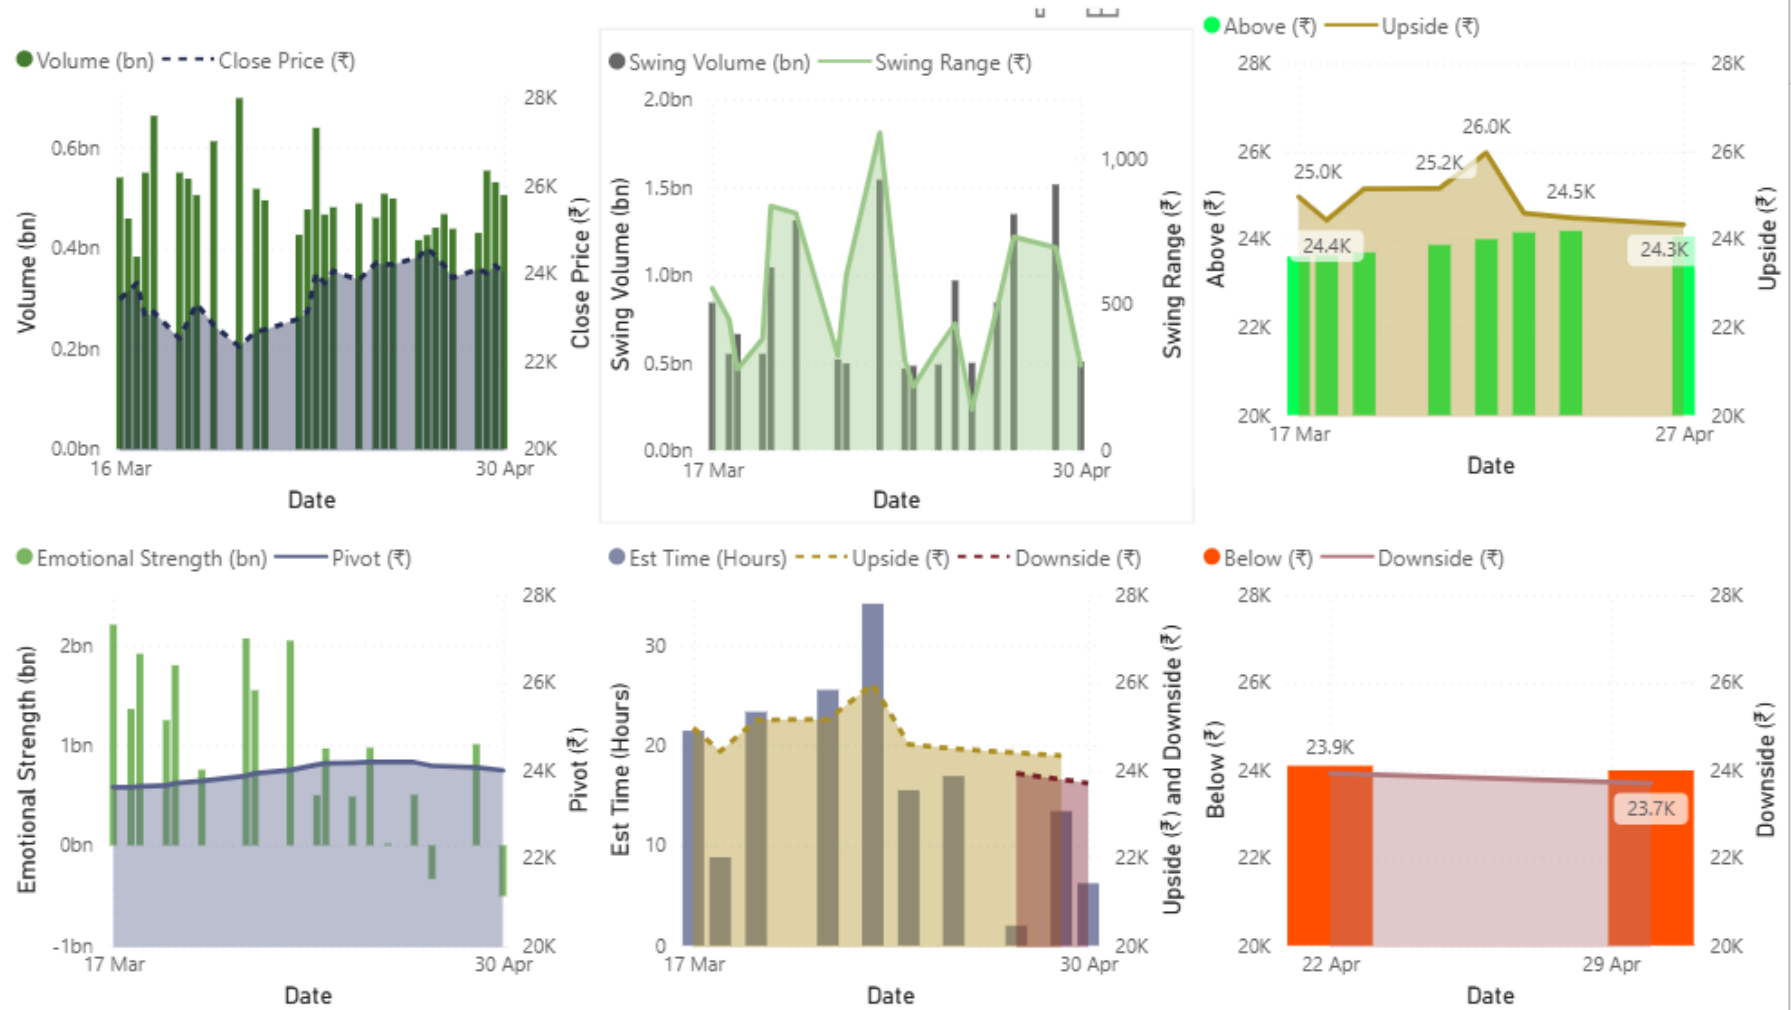 Volume (bn) Close Price (₹)
28K
0.6bn
26K
0.4bn
24K
0.2bn
22K
0.0bn
20K
16 Mar 30 Apr
Date
Volume (bn)
Close Price (₹)
Swing Volume (bn) Swing Range (₹)
2.0bn
1,000
1.5bn
1.0bn
500
0.5bn
0.0bn
0
17 Mar 30 Apr
Date
Swing Volume (bn)
Swing Range (₹)
Above (₹) Upside (₹)
28K 28K
26.0K
26K 26K
25.0K 25.2K
24.5K
24K 24.4K 24.3K 24K
22K 22K
20K 20K
17 Mar 27 Apr
Date
Above (₹)
Upside (₹)
Emotional Strength (bn) Pivot (₹)
28K
2bn
26K
1bn
24K
0bn
22K
-1bn 20K
17 Mar 30 Apr
Date
Emotional Strength (bn)
Pivot (₹)
Est Time (Hours) Upside (₹) Downside (₹)
28K
30
26K
20
24K
10
22K
0 20K
17 Mar 30 Apr
Date
Est Time (Hours)
Upside (₹) and Downside (₹)
Below (₹) Downside (₹)
28K 28K
26K 26K
23.9K
24K 24K
23.7K
22K 22K
20K 20K
22 Apr 29 Apr
Date
Below (₹)
Downside (₹)